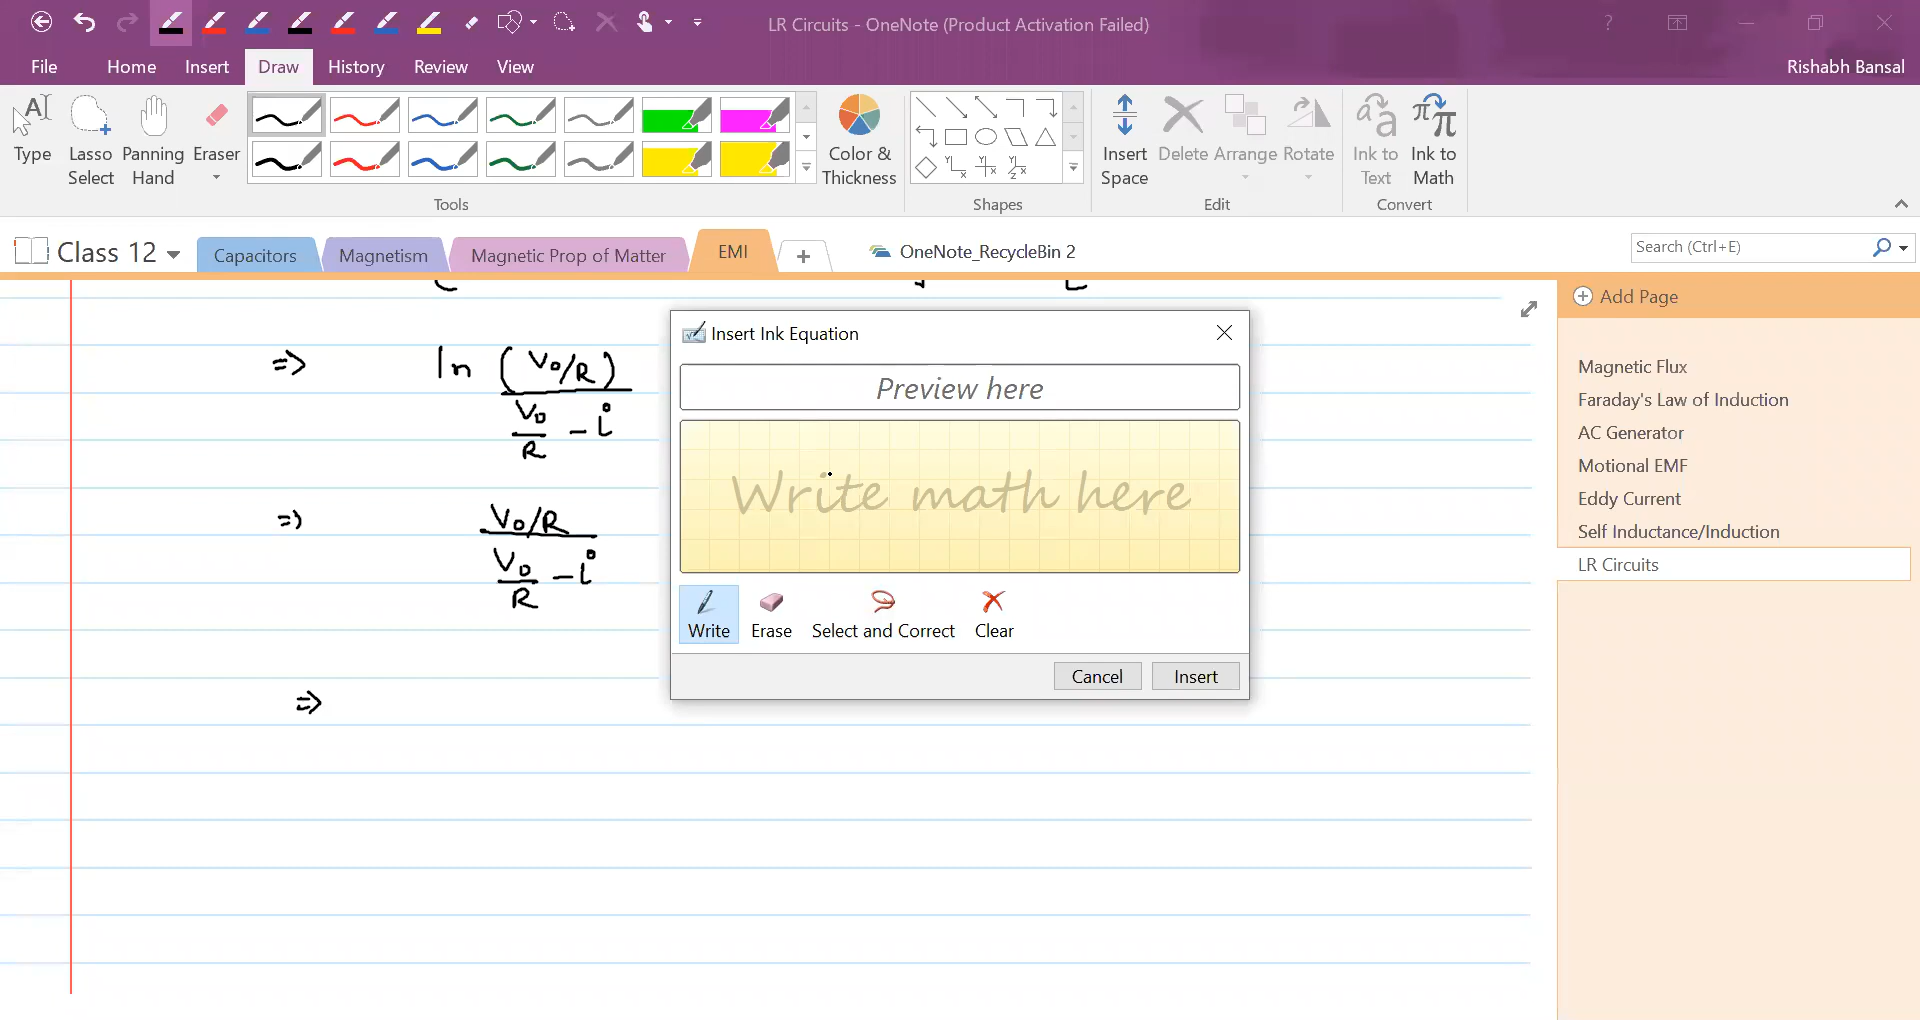 LR Circuits - OneNote (Product Activation Failed)
?
File Home Insert Draw History Review View
Rishabh Bansal
Type
Lasso Select
Panning Hand
Eraser
Color & Thickness
Insert Space
Delete
Arrange
Rotate
Ink to Text
Ink to Math
Tools
Shapes
Edit
Convert
Class 12
Capacitors
Magnetism
Magnetic Prop of Matter
EMI
+
OneNote_RecycleBin 2
Search (Ctrl+E)
Add Page
Magnetic Flux
Faraday's Law of Induction
AC Generator
Motional EMF
Eddy Current
Self Inductance/Induction
LR Circuits
=> ln (V₀/R)
V₀/R - i
=> V₀/R
V₀/R - i
=>
Insert Ink Equation
Preview here
Write math here
Write
Erase
Select and Correct
Clear
Cancel
Insert